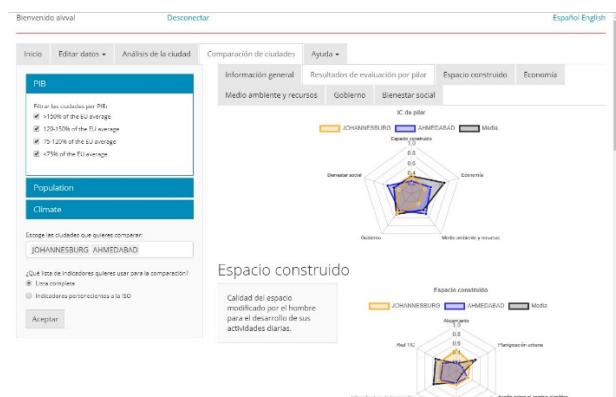 Bienvenido alvval
Desconectar
Español English
Inicio Editar datos Análisis de la ciudad Comparación de ciudades Ayuda
PIB
Filtrar las ciudades por PIB:
>150% of the EU average
120-150% of the EU average
75-120% of the EU average
<75% of the EU average
Population
Climate
Escoge las ciudades que quieres comparar:
JOHANNESBURG AHMEDABAD
¿Qué lista de indicadores quieres usar para la comparación?
Lista completa
Indicadores pertenecientes a la ISO
Aceptar
Información general Resultados de evaluación por pilar Espacio construido Economía
Medio ambiente y recursos Gobierno Bienestar social
IC de pilar
JOHANNESBURG AHMEDABAD Media
Espacio construido
1.0
0.8
0.6
0.4
Bienestar social
Economía
Gobierno
Medio ambiente y recursos
Espacio construido
Calidad del espacio
modificado por el hombre
para el desarrollo de sus
actividades diarias.
Espacio construido
JOHANNESBURG AHMEDABAD Media
Alojamiento
1.0
0.8
0.6
Red TIC
Planificación urbana